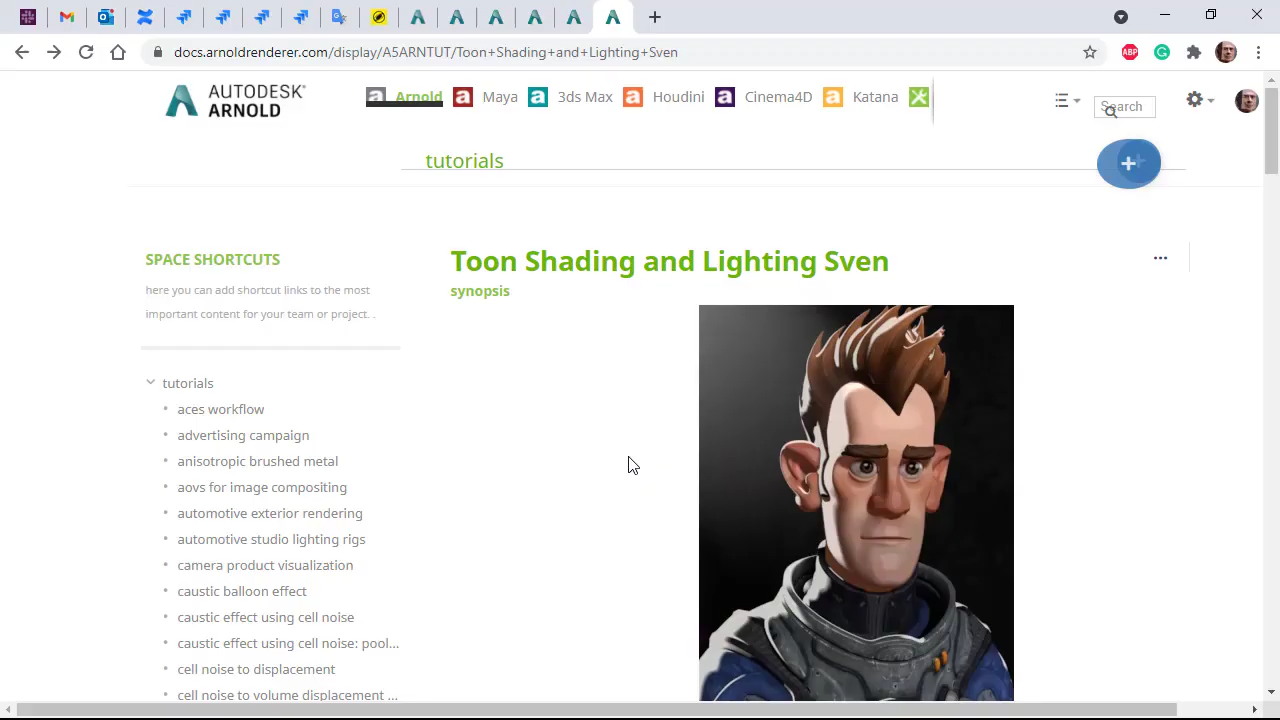 docs.arnoldrenderer.com/display/A5ARNTUT/Toon+Shading+and+Lighting+Sven
ABP
AUTODESK®
ARNOLD
Arnold
Maya
3ds Max
Houdini
Cinema4D
Katana
Search
tutorials
SPACE SHORTCUTS
here you can add shortcut links to the most
important content for your team or project. .
Toon Shading and Lighting Sven
synopsis
tutorials
aces workflow
advertising campaign
anisotropic brushed metal
aovs for image compositing
automotive exterior rendering
automotive studio lighting rigs
camera product visualization
caustic balloon effect
caustic effect using cell noise
caustic effect using cell noise: pool...
cell noise to displacement
cell noise to volume displacement ...